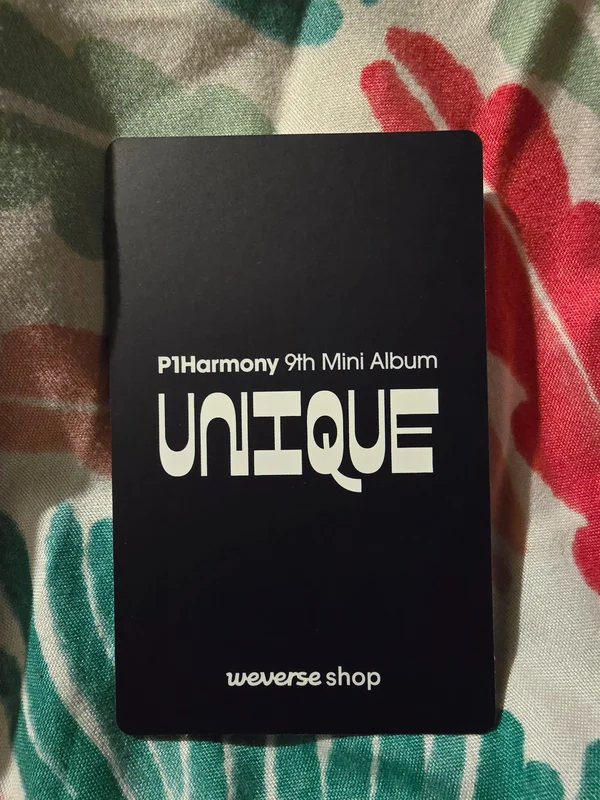 P1Harmony 9th Mini Album
UNIQUE
weverse shop